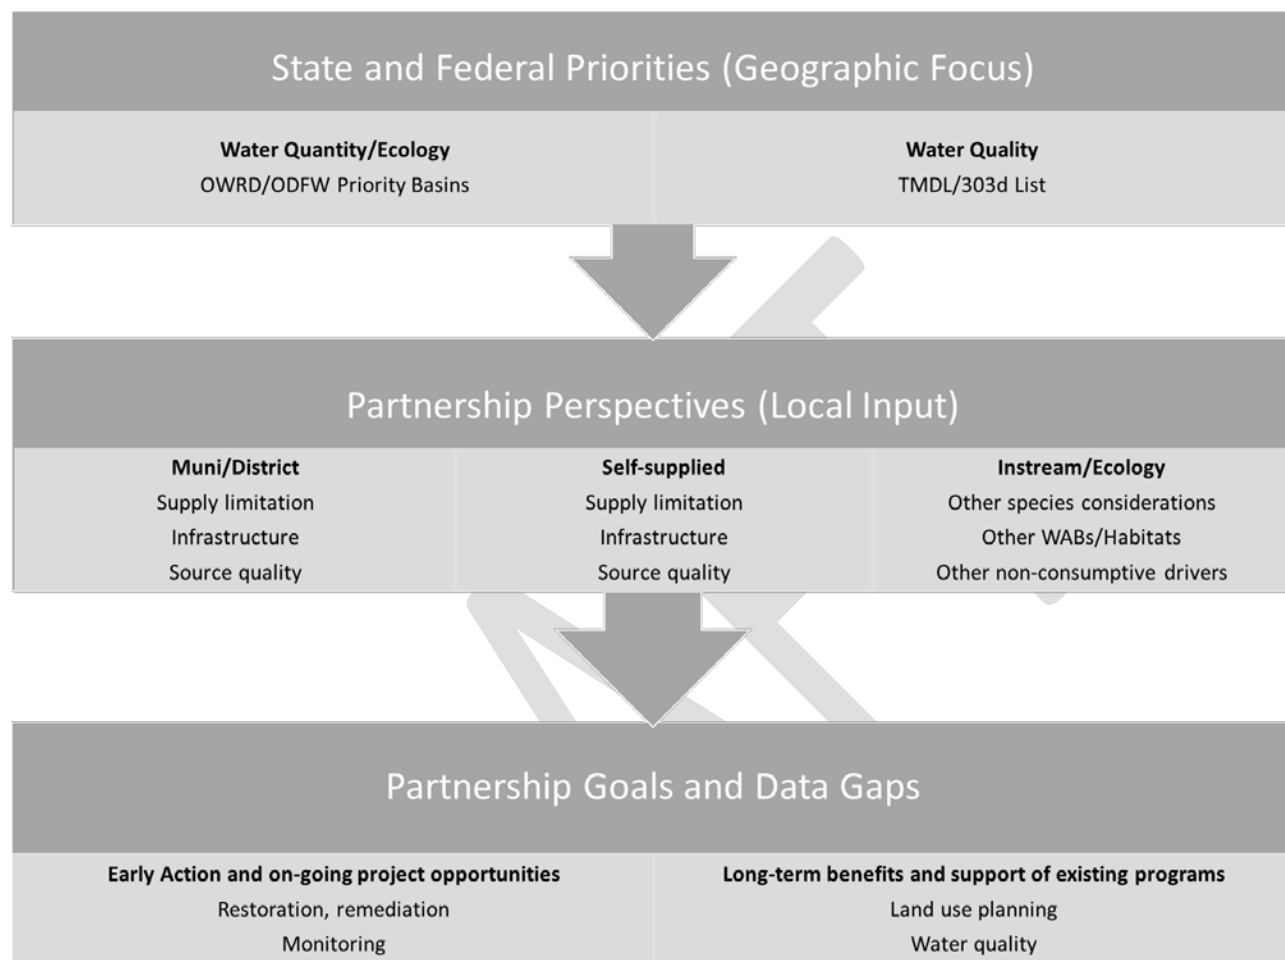 State and Federal Priorities (Geographic Focus)
Water Quantity/Ecology
OWRD/ODFW Priority Basins
Water Quality
TMDL/303d List
Partnership Perspectives (Local Input)
Muni/District
Supply limitation
Infrastructure
Source quality
Self-supplied
Supply limitation
Infrastructure
Source quality
Instream/Ecology
Other species considerations
Other WABs/Habitats
Other non-consumptive drivers
Partnership Goals and Data Gaps
Early Action and on-going project opportunities
Restoration, remediation
Monitoring
Long-term benefits and support of existing programs
Land use planning
Water quality